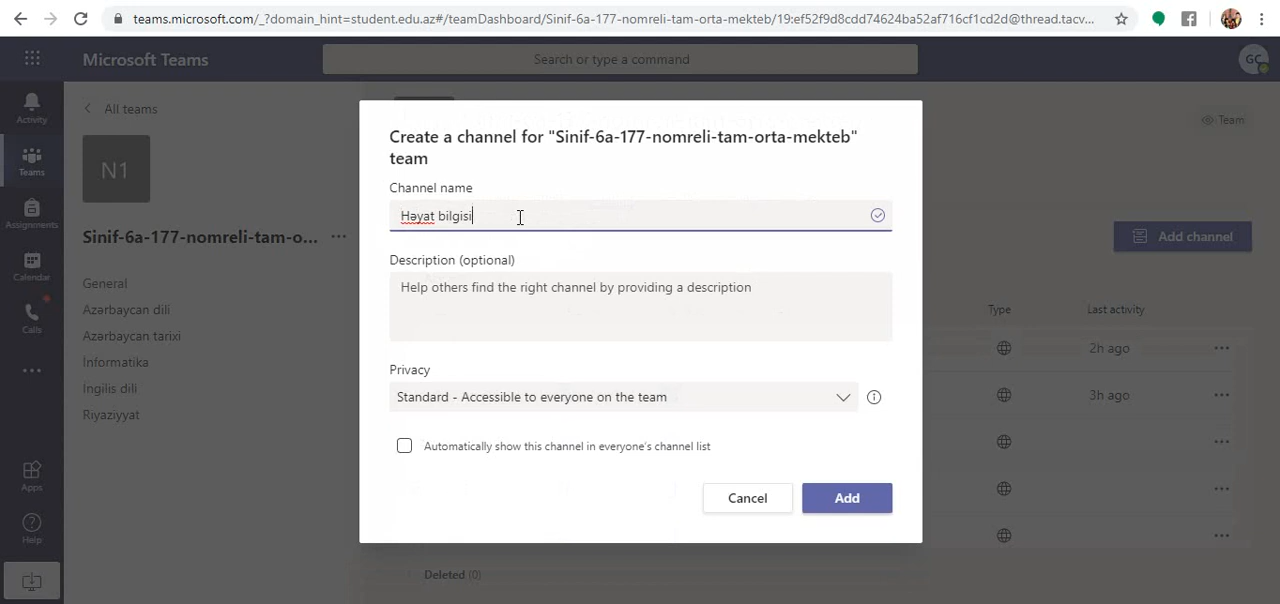 teams.microsoft.com/_?domain_hint=student.edu.az#/teamDashboard/Sinif-6a-177-nomreli-tam-orta-mekteb/19:ef52f9d8cdd74624ba52af716cf1cd2d@thread.tacv...
Microsoft Teams
Search or type a command
GC
Activity
Teams
Assignments
Calendar
Calls
Apps
Help
All teams
N1
Sinif-6a-177-nomreli-tam-o...
General
Azərbaycan dili
Azərbaycan tarixi
Informatika
İngilis dili
Riyaziyyat
Create a channel for "Sinif-6a-177-nomreli-tam-orta-mekteb"
team
Channel name
Həyat bilgisi
Description (optional)
Help others find the right channel by providing a description
Privacy
Standard - Accessible to everyone on the team
Automatically show this channel in everyone's channel list
Cancel
Add
Team
Add channel
Type
Last activity
2h ago
3h ago
Deleted (0)